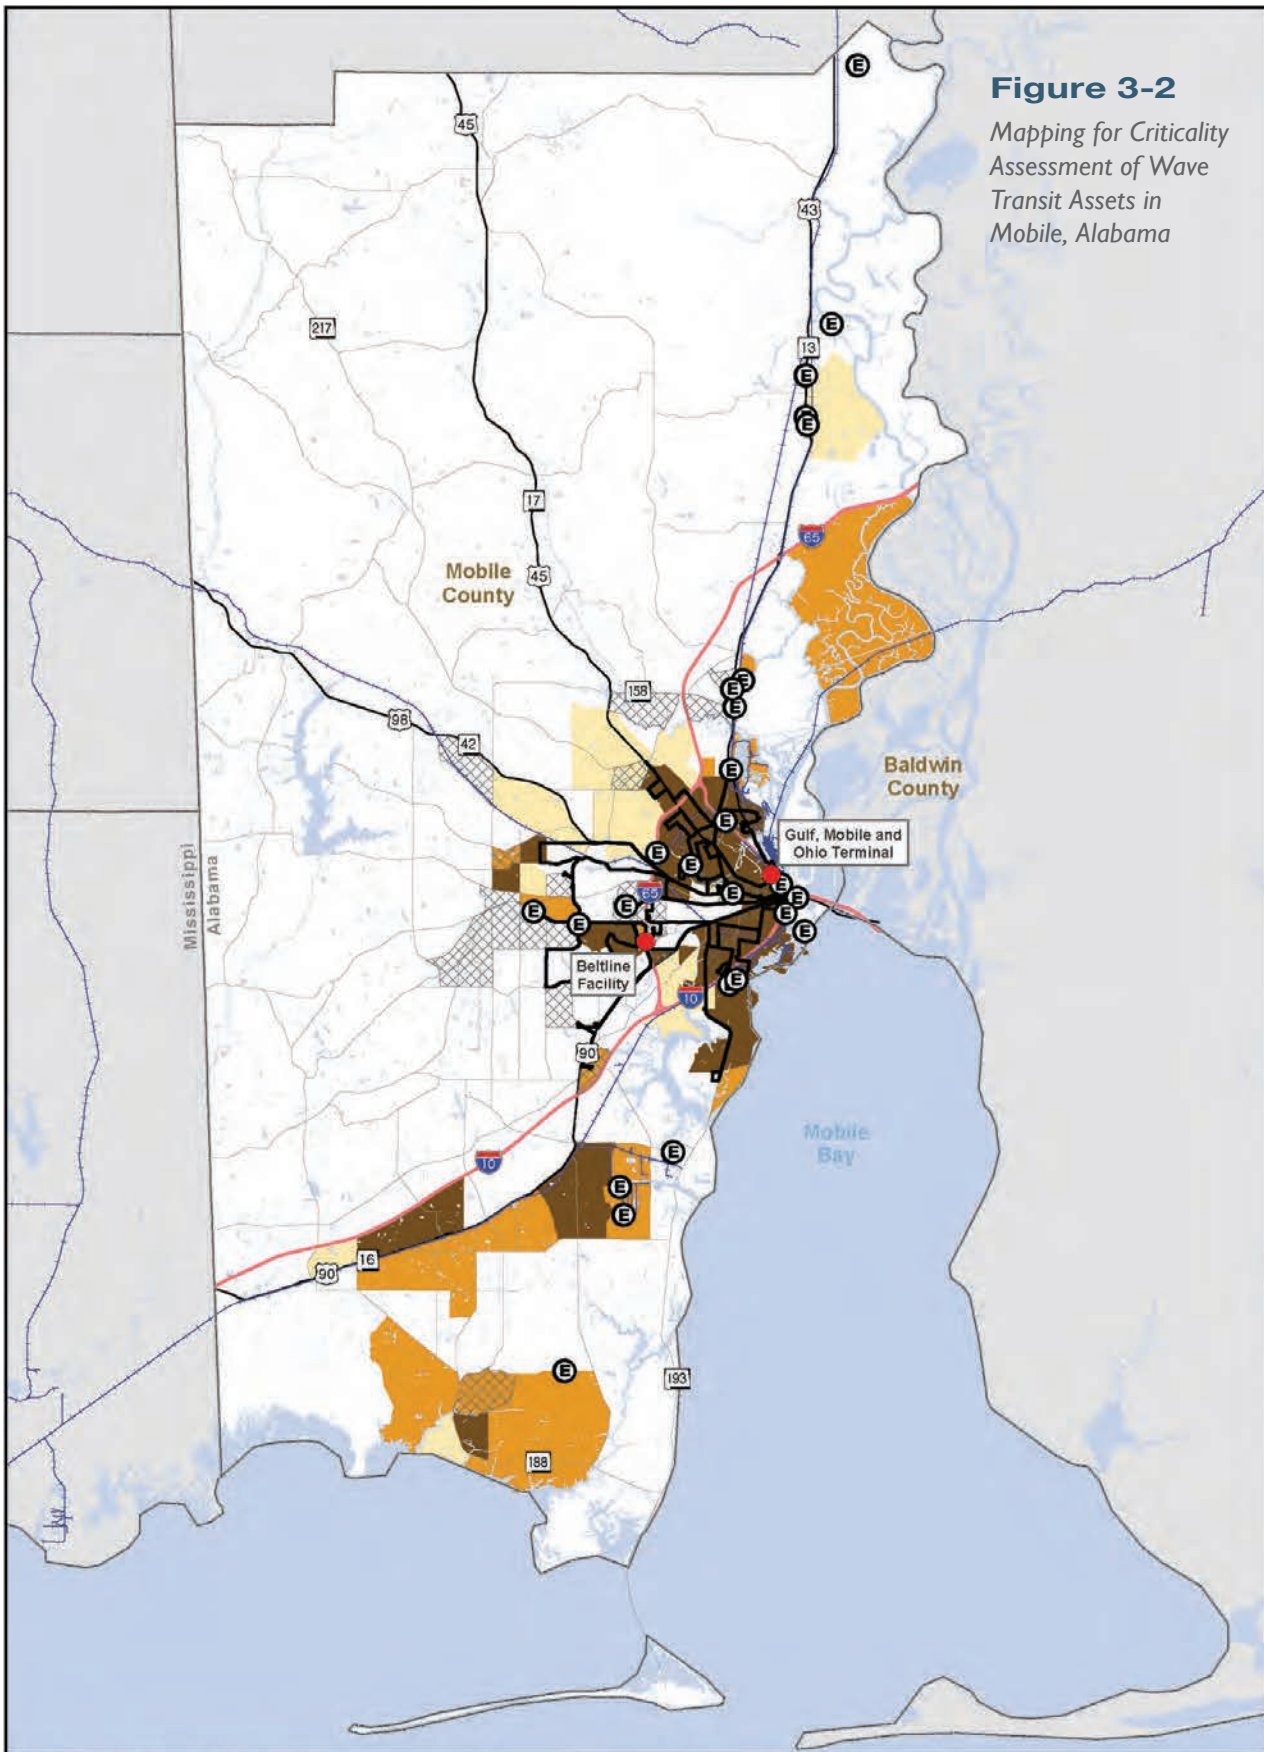 Figure 3-2
Mapping for Criticality
Assessment of Wave
Transit Assets in
Mobile, Alabama
E
45
43
217
E
13
E
E
E
17
65
Mobile
County
45
E
E
158
E
98
42
E
Baldwin
County
E
Gulf, Mobile and
Ohio Terminal
E
E
65
E
E
E
E
E
E
E
E
E
Mississippi
Alabama
Beltline
Facility
E
E
10
90
Mobile
Bay
E
10
E
E
16
90
E
193
188